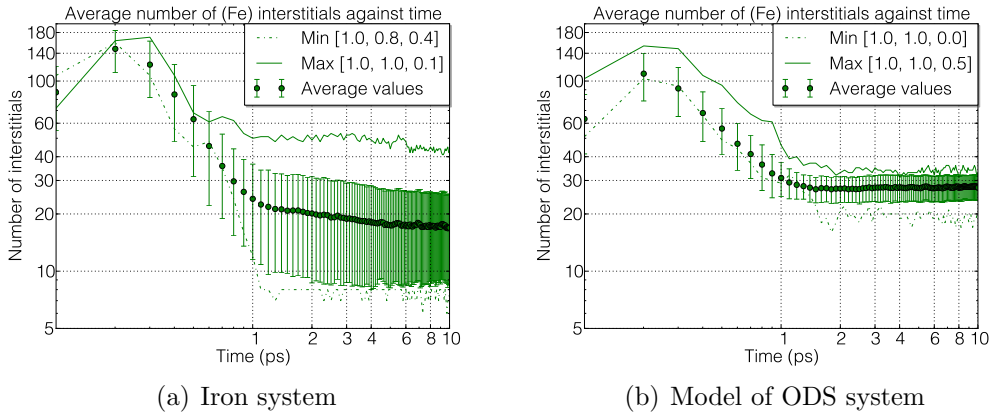 Average number of (Fe) interstitials against time
180
100
60
40
30
20
10
5
Number of interstitials
Min [1.0, 0.8, 0.4]
Max [1.0, 1.0, 0.1]
Average values
1 2 3 4 6 8 10
Time (ps)
(a) Iron system
Average number of (Fe) interstitials against time
180
100
60
40
30
20
10
5
Number of interstitials
Min [1.0, 1.0, 0.0]
Max [1.0, 1.0, 0.5]
Average values
1 2 3 4 6 8 10
Time (ps)
(b) Model of ODS system